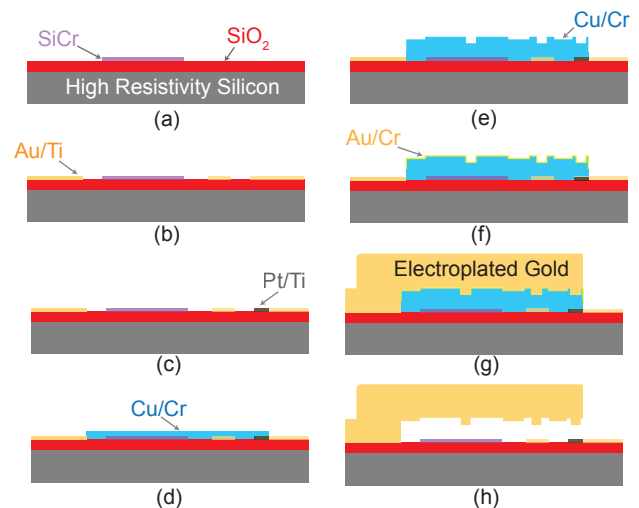 SiCr
SiO2
High Resistivity Silicon
(a)
Au/Ti
(b)
Pt/Ti
(c)
Cu/Cr
(d)
Cu/Cr
(e)
Au/Cr
(f)
Electroplated Gold
(g)
(h)